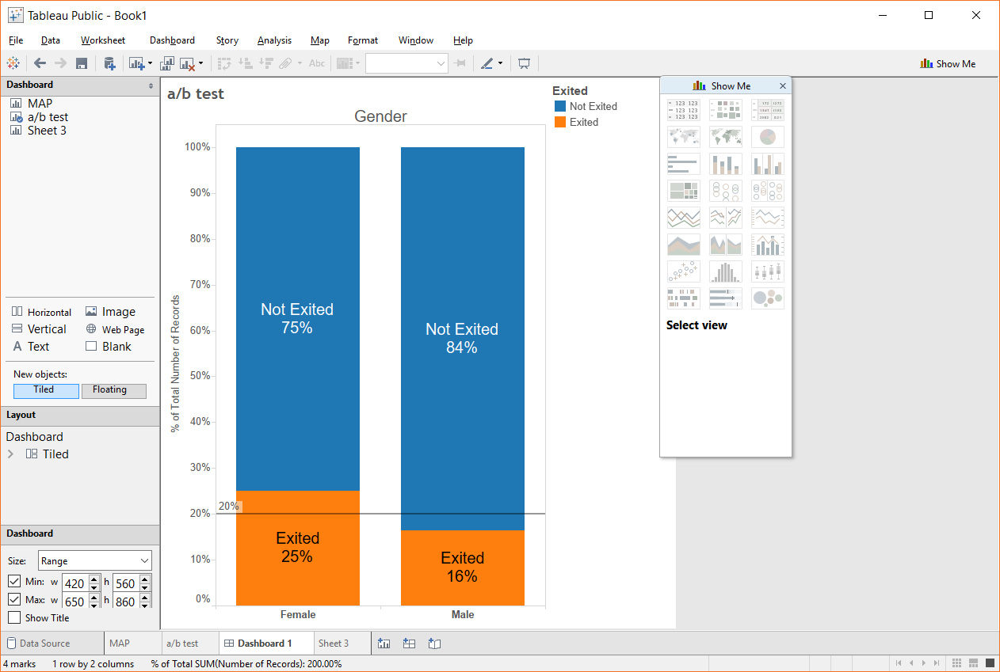 Tableau Public - Book1
File Data Worksheet Dashboard Story Analysis Map Format Window Help
Abc
Show Me
Dashboard
MAP
a/b test
Sheet 3
Horizontal Image
Vertical Web Page
A Text Blank
New objects:
Tiled Floating
Layout
Dashboard
Tiled
Dashboard
Size: Range
Min: w 420 h 560
Max: w 650 h 860
Show Title
a/b test
Gender
% of Total Number of Records
100%
90%
80%
70%
60%
50%
40%
30%
20%
10%
0%
Not Exited
75%
Not Exited
84%
20%
Exited
25%
Exited
16%
Female Male
Exited
Not Exited
Exited
Show Me
123 123
123 123
123 123
Select view
Data Source MAP a/b test Dashboard 1 Sheet 3
4 marks 1 row by 2 columns % of Total SUM(Number of Records): 200.00%